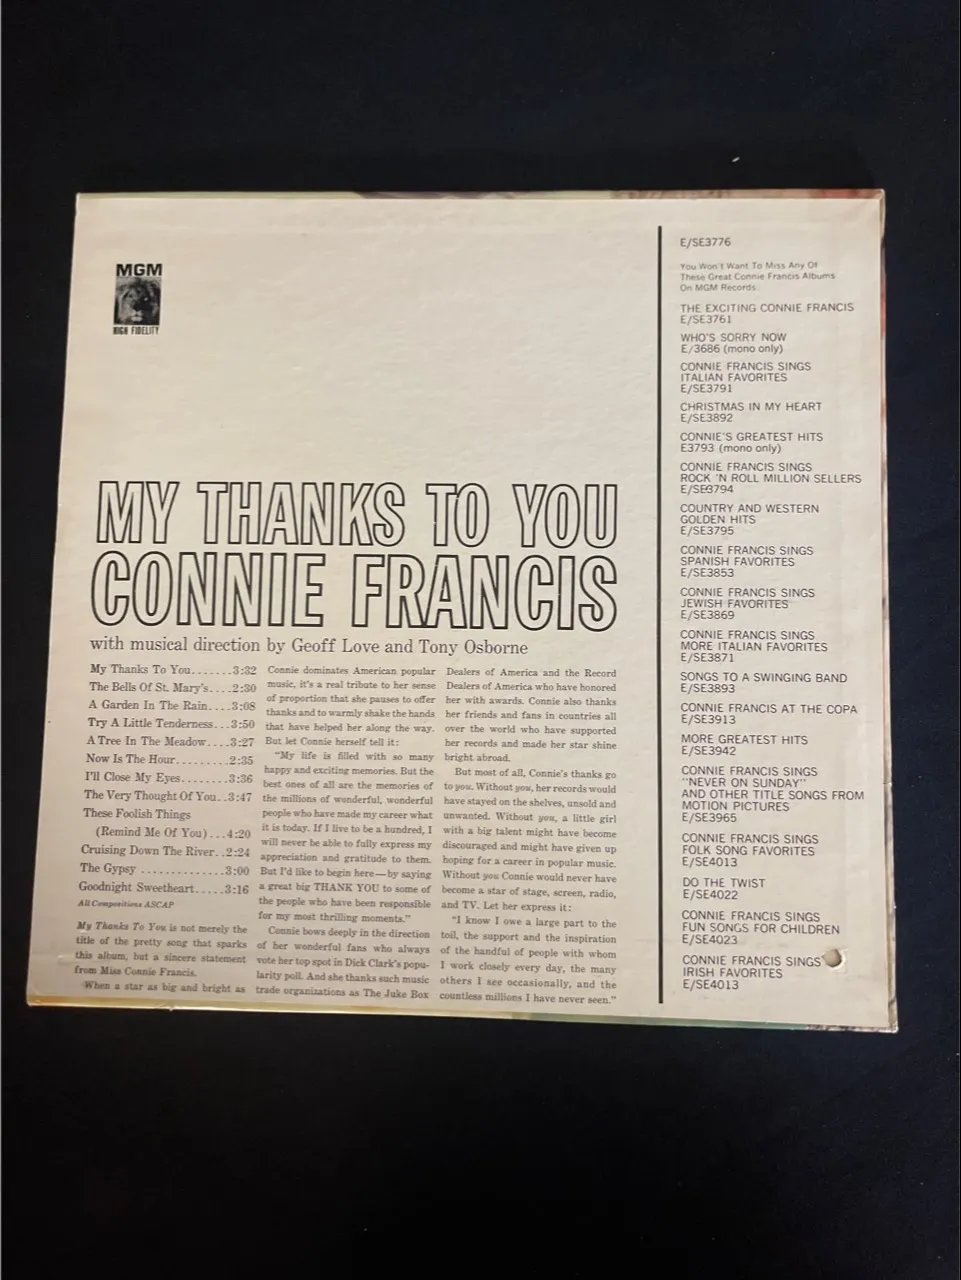 MGM
HIGH FIDELITY
MY THANKS TO YOU
CONNIE FRANCIS
with musical direction by Geoff Love and Tony Osborne
My Thanks To You.......3:32
The Bells Of St. Mary's....2:30
A Garden In The Rain....3:08
Try A Little Tenderness...3:50
A Tree In The Meadow....3:27
Now Is The Hour.........2:35
I'll Close My Eyes........3:36
The Very Thought Of You..3:47
These Foolish Things
(Remind Me Of You)...4:20
Cruising Down The River..2:24
The Gypsy .............3:00
Goodnight Sweetheart.....3:16
All Compositions ASCAP
My Thanks To You is not merely the
title of the pretty song that sparks
this album, but a sincere statement
from Miss Connie Francis.
When a star as big and bright as
Connie dominates American popular
music, it's a real tribute to her sense
of proportion that she pauses to offer
thanks and to warmly shake the hands
that have helped her along the way.
But let Connie herself tell it:
"My life is filled with so many
happy and exciting memories. But the
best ones of all are the memories of
the millions of wonderful, wonderful
people who have made my career what
it is today. If I live to be a hundred, I
will never be able to fully express my
appreciation and gratitude to them.
But I'd like to begin here—by saying
a great big THANK YOU to some of
the people who have been responsible
for my most thrilling moments."
Connie bows deeply in the direction
of her wonderful fans who always
vote her top spot in Dick Clark's popu-
larity poll. And she thanks such music
trade organizations as The Juke Box
Dealers of America and the Record
Dealers of America who have honored
her with awards. Connie also thanks
her friends and fans in countries all
over the world who have supported
her records and made her star shine
bright abroad.
But most of all, Connie's thanks go
to you. Without you, her records would
have stayed on the shelves, unsold and
unwanted. Without you, a little girl
with a big talent might have become
discouraged and might have given up
hoping for a career in popular music.
Without you Connie would never have
become a star of stage, screen, radio,
and TV. Let her express it:
"I know I owe a large part to the
toil, the support and the inspiration
of the handful of people with whom
I work closely every day, the many
others I see occasionally, and the
countless millions I have never seen."
E/SE3776
You Won't Want To Miss Any Of
These Great Connie Francis Albums
On MGM Records
THE EXCITING CONNIE FRANCIS
E/SE3761
WHO'S SORRY NOW
E/3686 (mono only)
CONNIE FRANCIS SINGS
ITALIAN FAVORITES
E/SE3791
CHRISTMAS IN MY HEART
E/SE3892
CONNIE'S GREATEST HITS
E3793 (mono only)
CONNIE FRANCIS SINGS
ROCK 'N ROLL MILLION SELLERS
E/SE3794
COUNTRY AND WESTERN
GOLDEN HITS
E/SE3795
CONNIE FRANCIS SINGS
SPANISH FAVORITES
E/SE3853
CONNIE FRANCIS SINGS
JEWISH FAVORITES
E/SE3869
CONNIE FRANCIS SINGS
MORE ITALIAN FAVORITES
E/SE3871
SONGS TO A SWINGING BAND
E/SE3893
CONNIE FRANCIS AT THE COPA
E/SE3913
MORE GREATEST HITS
E/SE3942
CONNIE FRANCIS SINGS
"NEVER ON SUNDAY"
AND OTHER TITLE SONGS FROM
MOTION PICTURES
E/SE3965
CONNIE FRANCIS SINGS
FOLK SONG FAVORITES
E/SE4013
DO THE TWIST
E/SE4022
CONNIE FRANCIS SINGS
FUN SONGS FOR CHILDREN
E/SE4023
CONNIE FRANCIS SINGS
IRISH FAVORITES
E/SE4013